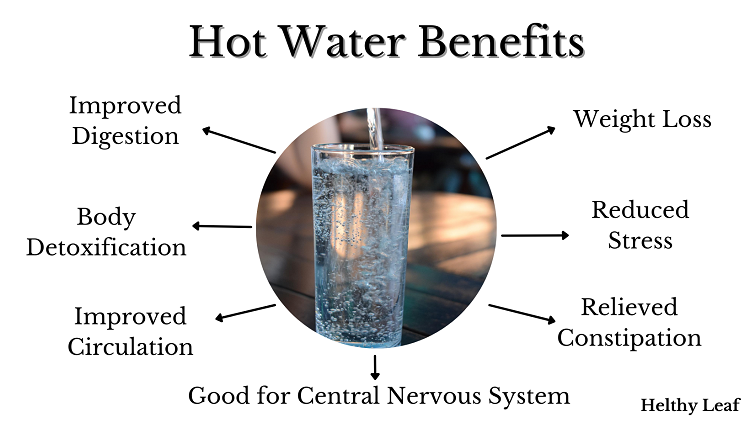 Hot Water Benefits
Improved
Digestion
Weight Loss
Body
Detoxification
Reduced
Stress
Improved
Circulation
Relieved
Constipation
Good for Central Nervous System
Helthy Leaf